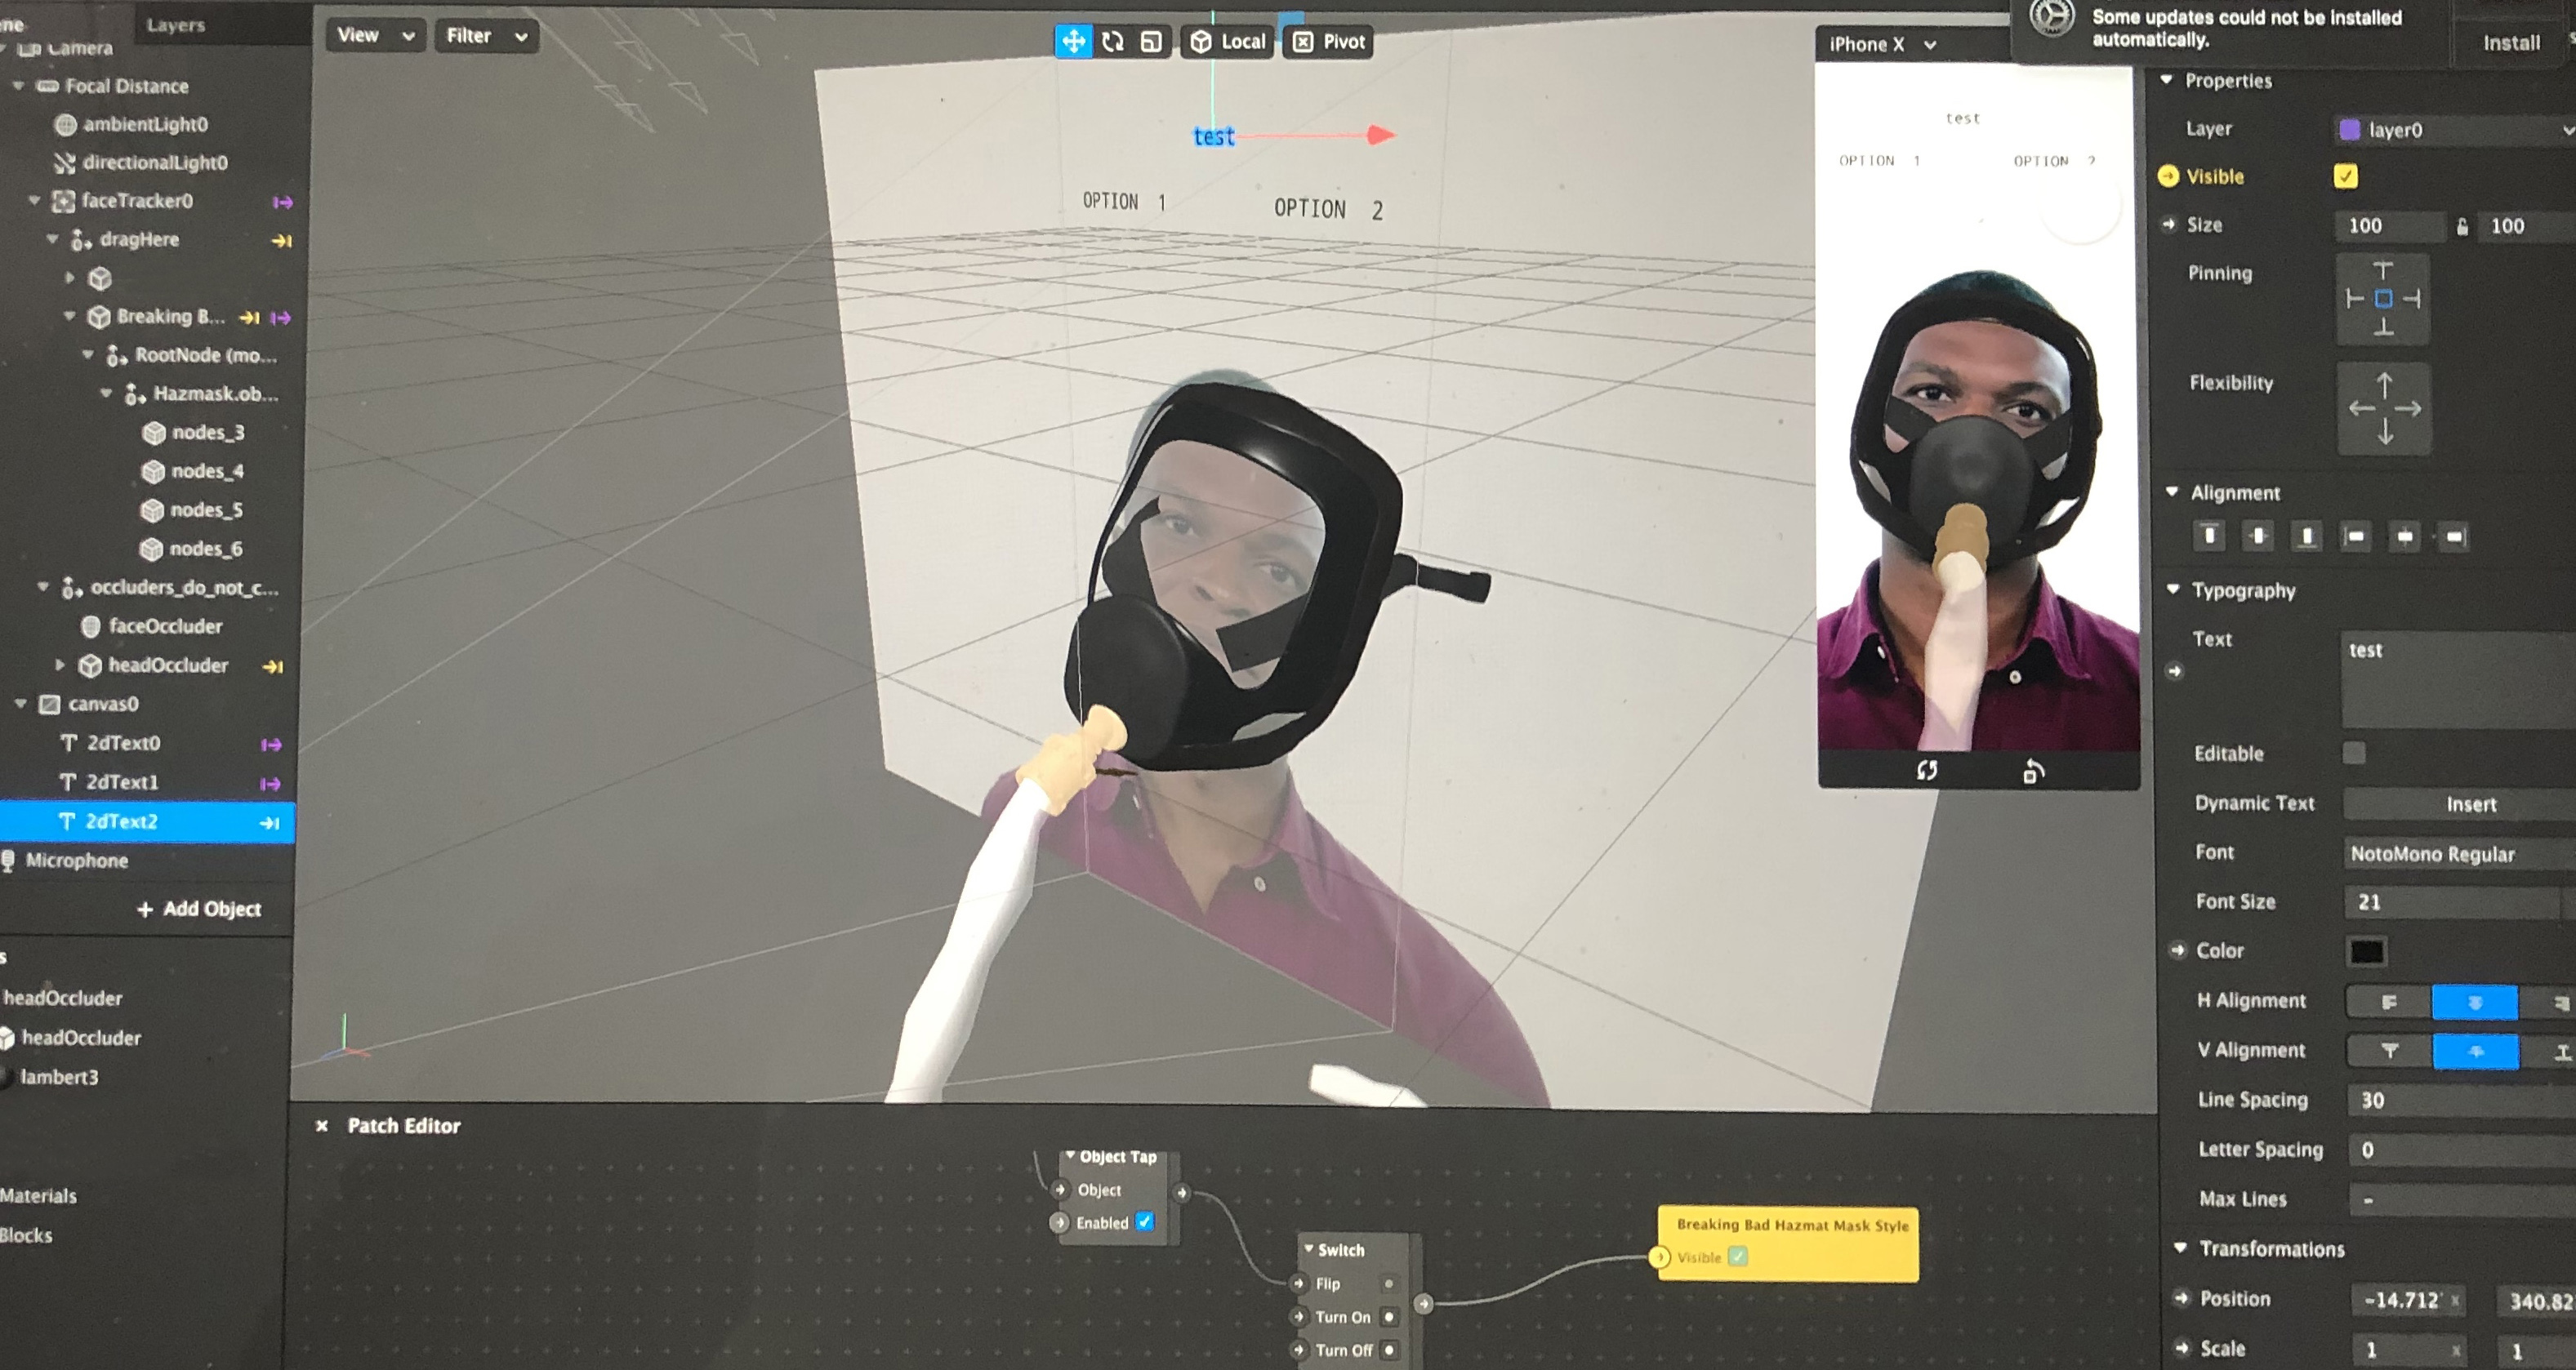 ne
Layers
View
Filter
Local
Pivot
iPhone X
Some updates could not be installed
automatically.
Install
Camera
Focal Distance
ambientLight0
directionalLight0
faceTracker0
dragHere
Breaking B...
RootNode (mo...
Hazmask.ob...
nodes_3
nodes_4
nodes_5
nodes_6
occluders_do_not_c...
faceOccluder
headOccluder
canvas0
2dText0
2dText1
2dText2
Microphone
+ Add Object
s
headOccluder
headOccluder
lambert3
Materials
Blocks
test
OPTION 1
OPTION 2
test
OPTION 1
OPTION 2
Properties
Layer
layer0
Visible
Size
100
100
Pinning
Flexibility
Alignment
Typography
Text
test
Editable
Dynamic Text
Insert
Font
NotoMono Regular
Font Size
21
Color
H Alignment
V Alignment
Line Spacing
30
Letter Spacing
0
Max Lines
-
Transformations
Position
-14.712
x
340.82
Scale
1
x
1
x Patch Editor
Object Tap
Object
Enabled
Switch
Flip
Turn On
Turn Off
Breaking Bad Hazmat Mask Style
Visible